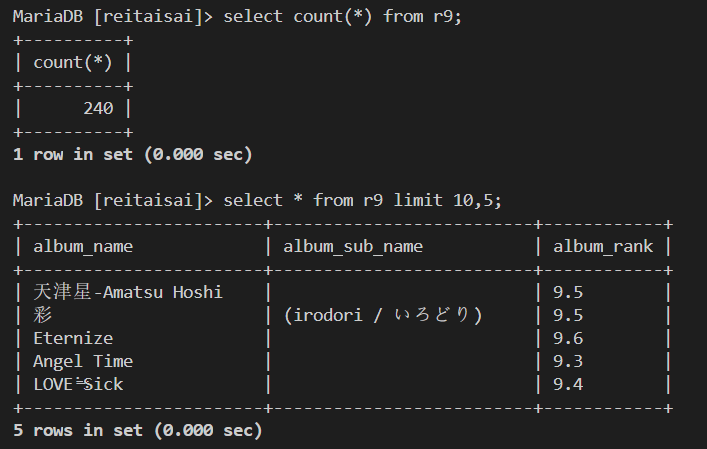 MariaDB [reitaisai]> select count(*) from r9;
+----------+
| count(*) |
+----------+
|      240 |
+----------+
1 row in set (0.000 sec)

MariaDB [reitaisai]> select * from r9 limit 10,5;
+------------------------+--------------------------+------------+
| album_name             | album_sub_name           | album_rank |
+------------------------+--------------------------+------------+
| 天津星-Amatsu Hoshi    |                          | 9.5        |
| 彩                     | (irodori / いろどり)     | 9.5        |
| Eternize               |                          | 9.6        |
| Angel Time             |                          | 9.3        |
| LOVE≒Sick              |                          | 9.4        |
+------------------------+--------------------------+------------+
5 rows in set (0.000 sec)